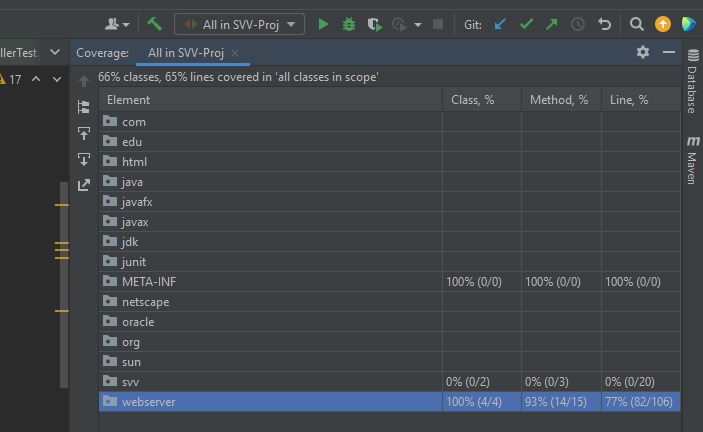 All in SVV-Proj
Git:
llerTest.
Coverage: All in SVV-Proj
17
66% classes, 65% lines covered in 'all classes in scope'
Element Class, % Method, % Line, %
com
edu
html
java
javafx
javax
jdk
junit
META-INF 100% (0/0) 100% (0/0) 100% (0/0)
netscape
oracle
org
sun
svv 0% (0/2) 0% (0/3) 0% (0/20)
webserver 100% (4/4) 93% (14/15) 77% (82/106)
Database
m Maven